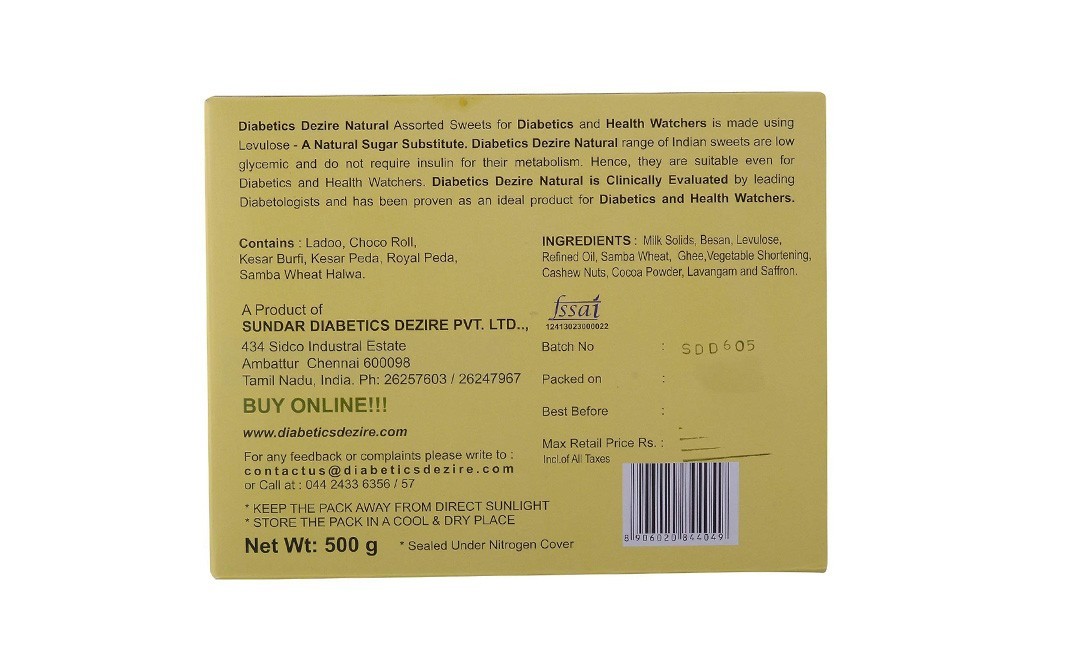 Diabetics Dezire Natural Assorted Sweets for Diabetics and Health Watchers is made using
Levulose - A Natural Sugar Substitute. Diabetics Dezire Natural range of Indian sweets are low
glycemic and do not require insulin for their metabolism. Hence, they are suitable even for
Diabetics and Health Watchers. Diabetics Dezire Natural is Clinically Evaluated by leading
Diabetologists and has been proven as an ideal product for Diabetics and Health Watchers.
Contains : Ladoo, Choco Roll,
Kesar Burfi, Kesar Peda, Royal Peda,
Samba Wheat Halwa.
A Product of
SUNDAR DIABETICS DEZIRE PVT. LTD..,
434 Sidco Industral Estate
Ambattur Chennai 600098
Tamil Nadu, India. Ph: 26257603 / 26247967
BUY ONLINE!!!
www.diabeticsdezire.com
For any feedback or complaints please write to :
contactus@diabeticsdezire.com
or Call at : 044 2433 6356 / 57
* KEEP THE PACK AWAY FROM DIRECT SUNLIGHT
* STORE THE PACK IN A COOL & DRY PLACE
Net Wt: 500 g * Sealed Under Nitrogen Cover
INGREDIENTS : Milk Solids, Besan, Levulose,
Refined Oil, Samba Wheat, Ghee,Vegetable Shortening,
Cashew Nuts, Cocoa Powder, Lavangam and Saffron.
fssai
12413023000022
Batch No : SDD605
Packed on :
Best Before :
Max Retail Price Rs. :
Incl.of All Taxes
8 906020 844049